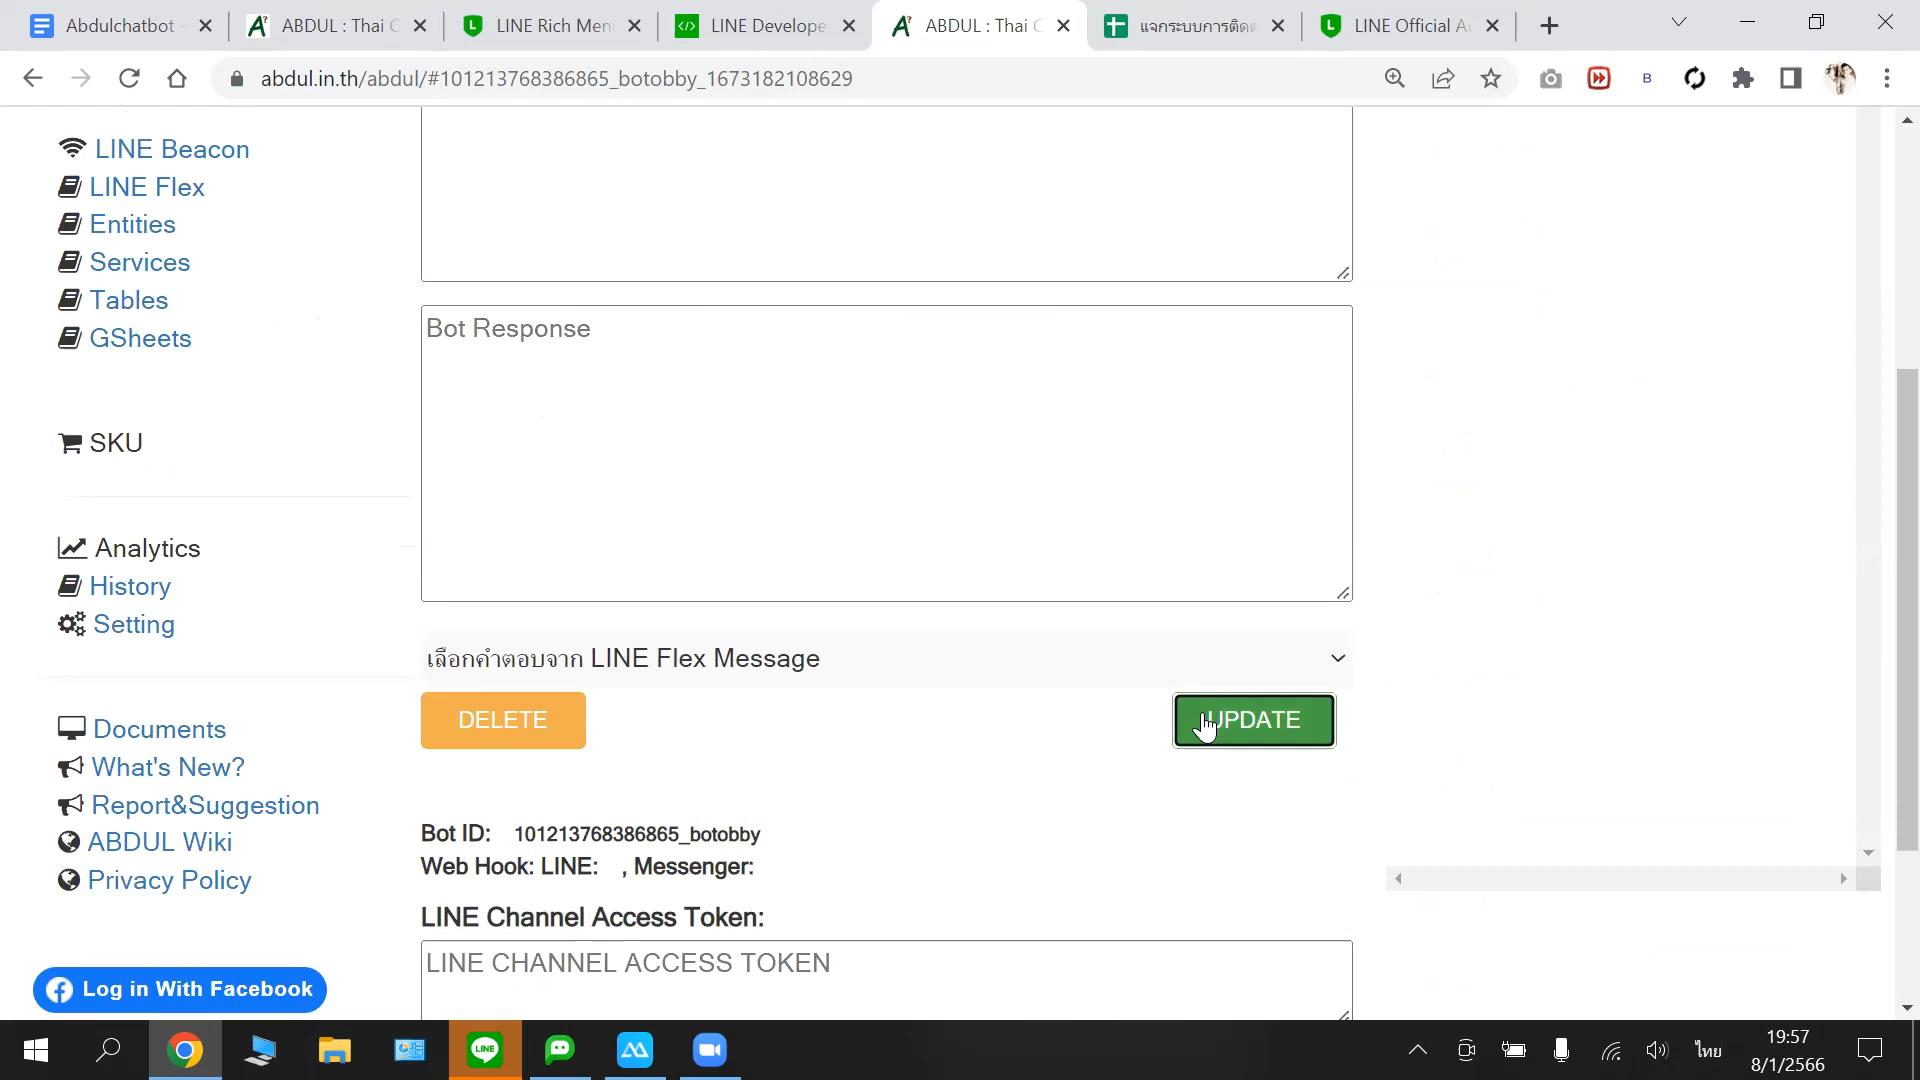 Abdulchatbot -
ABDUL : Thai C
LINE Rich Men
LINE Develope
ABDUL : Thai C
แจกระบบการติดต
LINE Official A
abdul.in.th/abdul/#101213768386865_botobby_1673182108629
B
LINE Beacon
LINE Flex
Entities
Services
Tables
GSheets
SKU
Analytics
History
Setting
Documents
What's New?
Report&Suggestion
ABDUL Wiki
Privacy Policy
Log in With Facebook
Bot Response
เลือกคำตอบจาก LINE Flex Message
DELETE
UPDATE
Bot ID: 101213768386865_botobby
Web Hook: LINE: , Messenger:
LINE Channel Access Token:
LINE CHANNEL ACCESS TOKEN
LINE
ไทย
19:57
8/1/2566